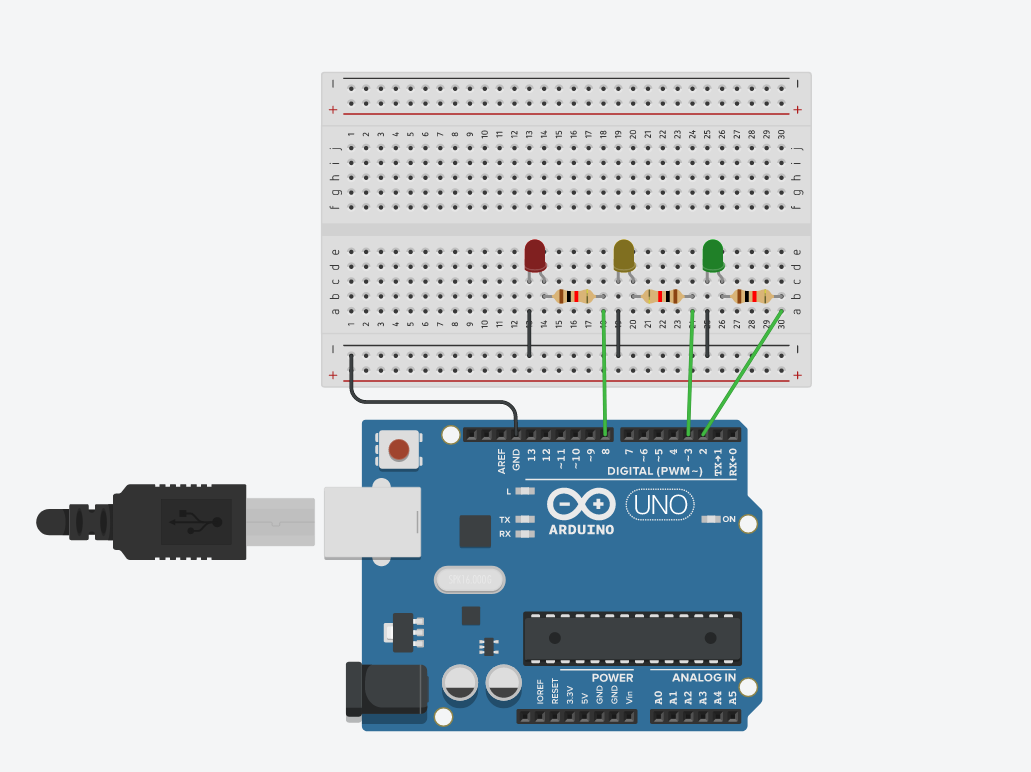 − −
+ +
1 2 3 4 5 6 7 8 9 10 11 12 13 14 15 16 17 18 19 20 21 22 23 24 25 26 27 28 29 30
j j
i i
h h
g g
f f
e e
d d
c c
b b
a a
1 2 3 4 5 6 7 8 9 10 11 12 13 14 15 16 17 18 19 20 21 22 23 24 25 26 27 28 29 30
− −
+ +
AREF GND 13 12 ~11 ~10 ~9 8 7 ~6 ~5 4 ~3 2 TX→1 RX←0
DIGITAL (PWM~)
L
TX
RX
ARDUINO
UNO
ON
POWER ANALOG IN
IOREF RESET 3.3V 5V GND GND Vin A0 A1 A2 A3 A4 A5